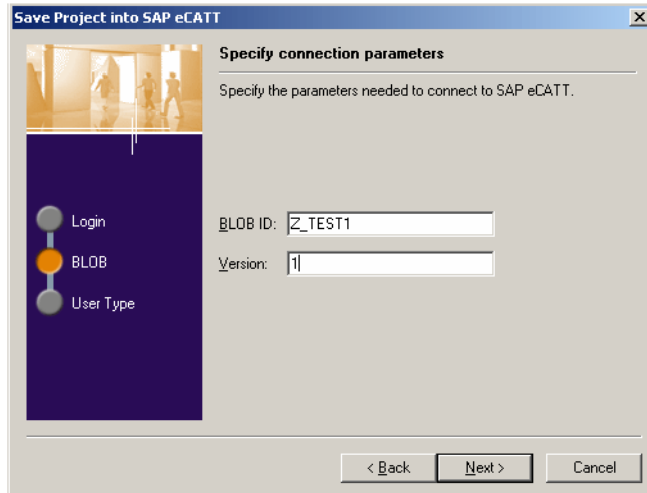 Save Project into SAP eCATT
Specify connection parameters
Specify the parameters needed to connect to SAP eCATT.
Login
BLOB
User Type
BLOB ID: Z_TEST1
Version: 1
< Back
Next >
Cancel